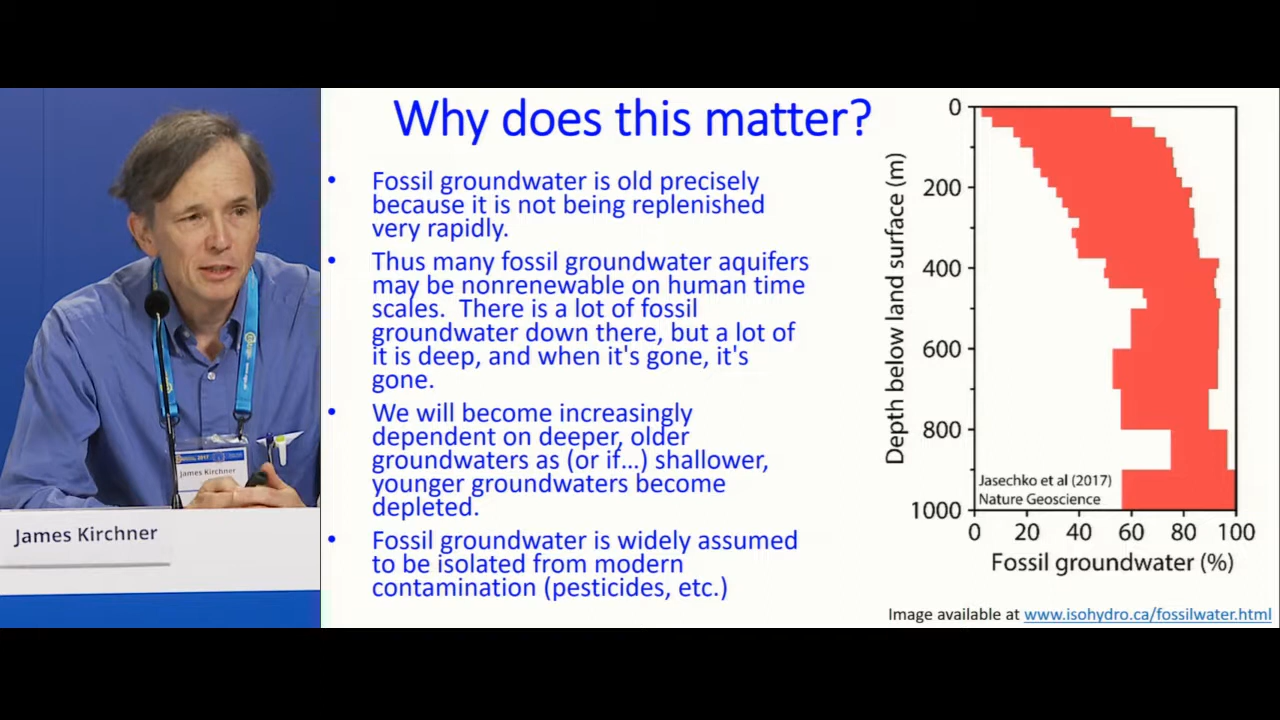 Why does this matter?
• Fossil groundwater is old precisely
because it is not being replenished
very rapidly.
• Thus many fossil groundwater aquifers
may be nonrenewable on human time
scales. There is a lot of fossil
groundwater down there, but a lot of
it is deep, and when it's gone, it's
gone.
• We will become increasingly
dependent on deeper, older
groundwaters as (or if...) shallower,
younger groundwaters become
depleted.
• Fossil groundwater is widely assumed
to be isolated from modern
contamination (pesticides, etc.)
Depth below land surface (m)
0
200
400
600
800
1000
Jasechko et al (2017)
Nature Geoscience
0 20 40 60 80 100
Fossil groundwater (%)
Image available at www.isohydro.ca/fossilwater.html
2017
James Kirchner
James Kirchner